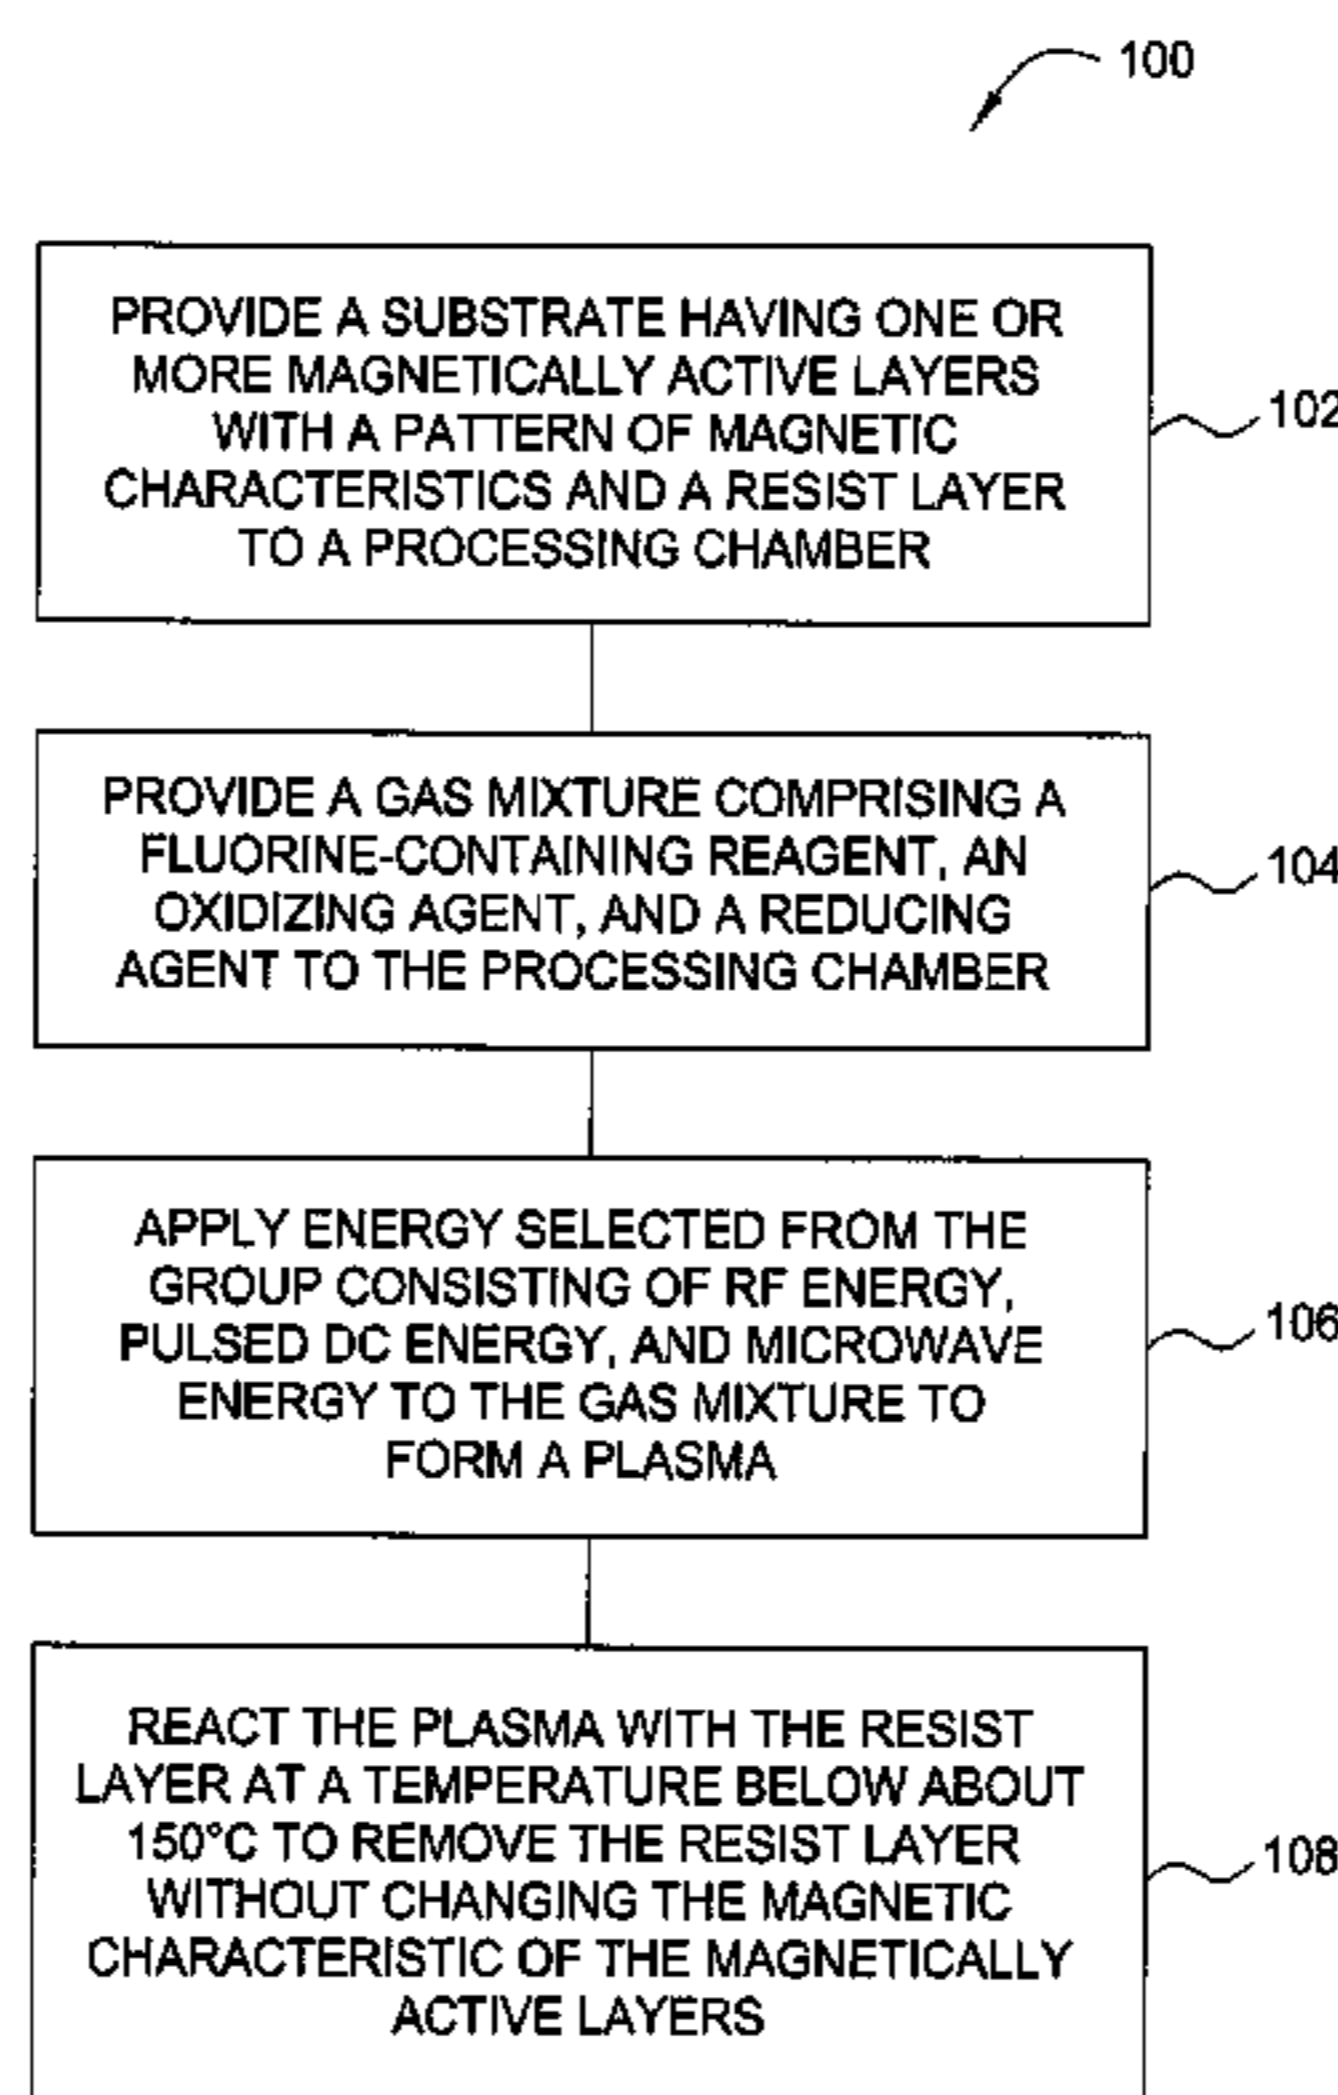 100
PROVIDE A SUBSTRATE HAVING ONE OR
MORE MAGNETICALLY ACTIVE LAYERS
WITH A PATTERN OF MAGNETIC
CHARACTERISTICS AND A RESIST LAYER
TO A PROCESSING CHAMBER
102
PROVIDE A GAS MIXTURE COMPRISING A
FLUORINE-CONTAINING REAGENT, AN
OXIDIZING AGENT, AND A REDUCING
AGENT TO THE PROCESSING CHAMBER
104
APPLY ENERGY SELECTED FROM THE
GROUP CONSISTING OF RF ENERGY,
PULSED DC ENERGY, AND MICROWAVE
ENERGY TO THE GAS MIXTURE TO
FORM A PLASMA
106
REACT THE PLASMA WITH THE RESIST
LAYER AT A TEMPERATURE BELOW ABOUT
150°C TO REMOVE THE RESIST LAYER
WITHOUT CHANGING THE MAGNETIC
CHARACTERISTIC OF THE MAGNETICALLY
ACTIVE LAYERS
108